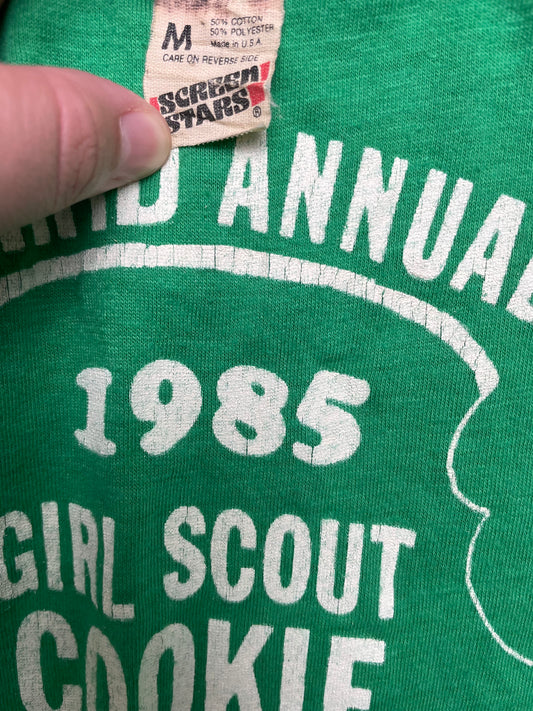 M
50% COTTON
50% POLYESTER
Made in U.S.A.
CARE ON REVERSE SIDE
SCREEN
STARS®
ANNUAL
1985
GIRL SCOUT
COOKIE